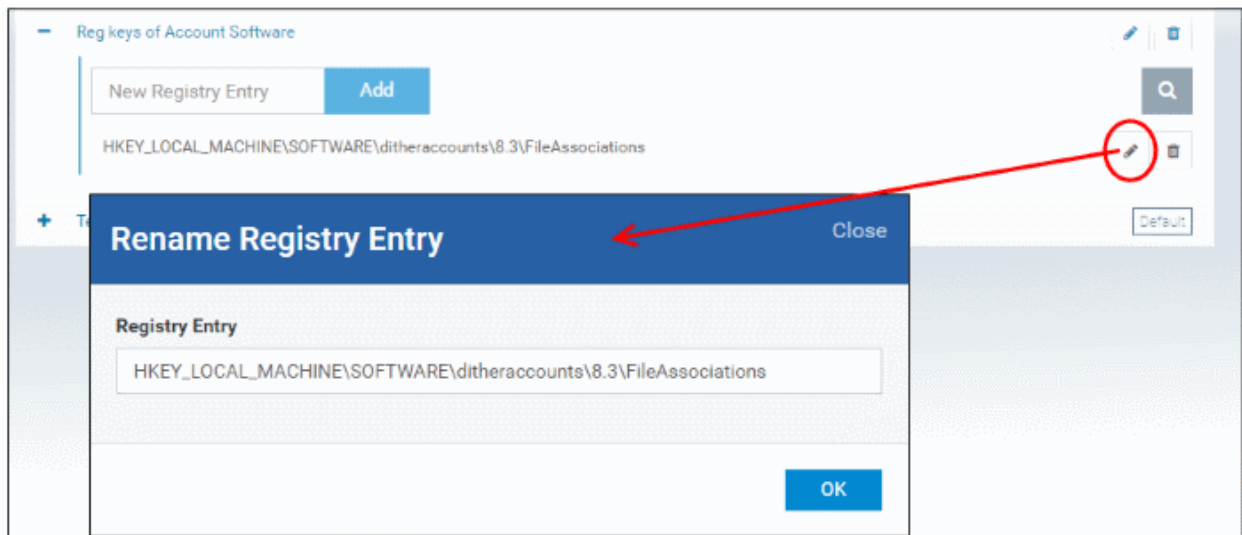 Reg keys of Account Software
New Registry Entry Add
HKEY_LOCAL_MACHINE\SOFTWARE\ditheraccounts\8.3\FileAssociations
Default
Rename Registry Entry Close
Registry Entry
HKEY_LOCAL_MACHINE\SOFTWARE\ditheraccounts\8.3\FileAssociations
OK